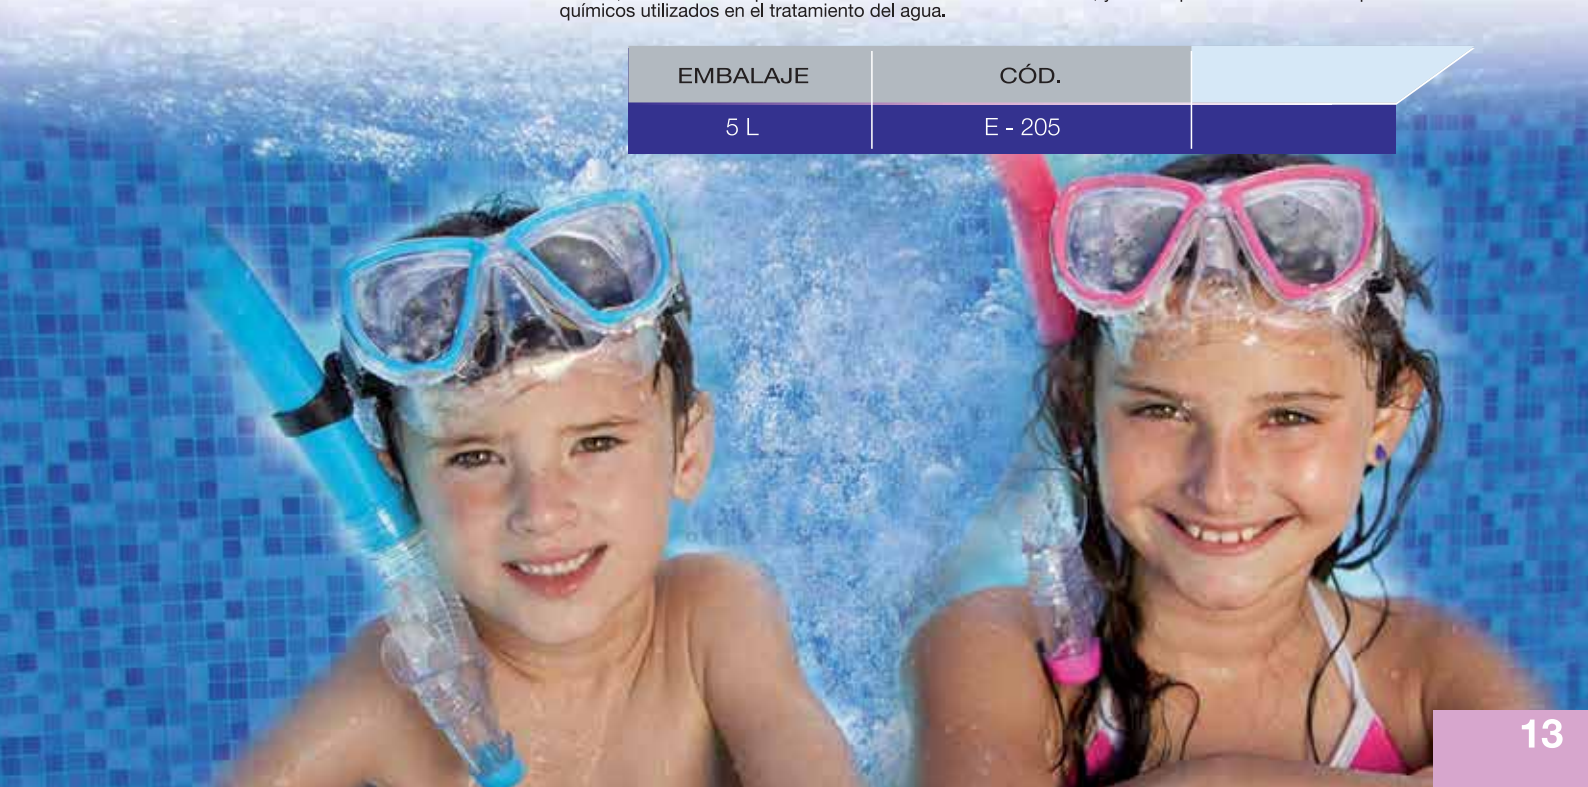 químicos utilizados en el tratamiento del agua.
EMBALAJE CÓD.
5 L E - 205
13